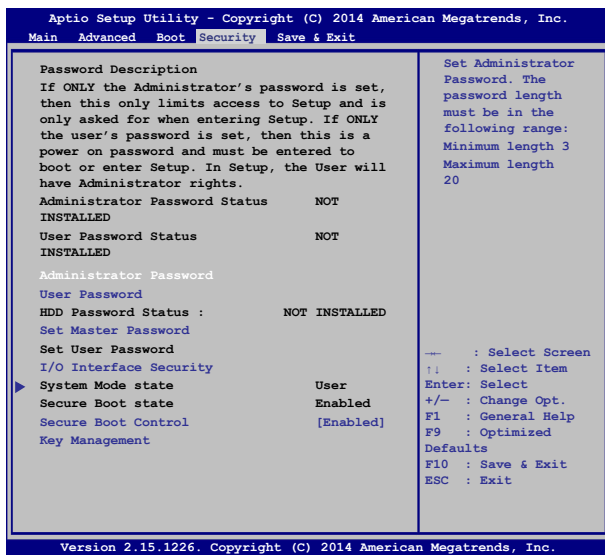 Aptio Setup Utility - Copyright (C) 2014 American Megatrends, Inc.
Main Advanced Boot Security Save & Exit
Password Description
If ONLY the Administrator's password is set,
then this only limits access to Setup and is
only asked for when entering Setup. If ONLY
the user's password is set, then this is a
power on password and must be entered to
boot or enter Setup. In Setup, the User will
have Administrator rights.
Administrator Password Status NOT
INSTALLED
User Password Status NOT
INSTALLED
Administrator Password
User Password
HDD Password Status : NOT INSTALLED
Set Master Password
Set User Password
I/O Interface Security
System Mode state User
Secure Boot state Enabled
Secure Boot Control [Enabled]
Key Management
Set Administrator
Password. The
password length
must be in the
following range:
Minimum length 3
Maximum length
20
→← : Select Screen
↑↓ : Select Item
Enter: Select
+/— : Change Opt.
F1 : General Help
F9 : Optimized
Defaults
F10 : Save & Exit
ESC : Exit
Version 2.15.1226. Copyright (C) 2014 American Megatrends, Inc.